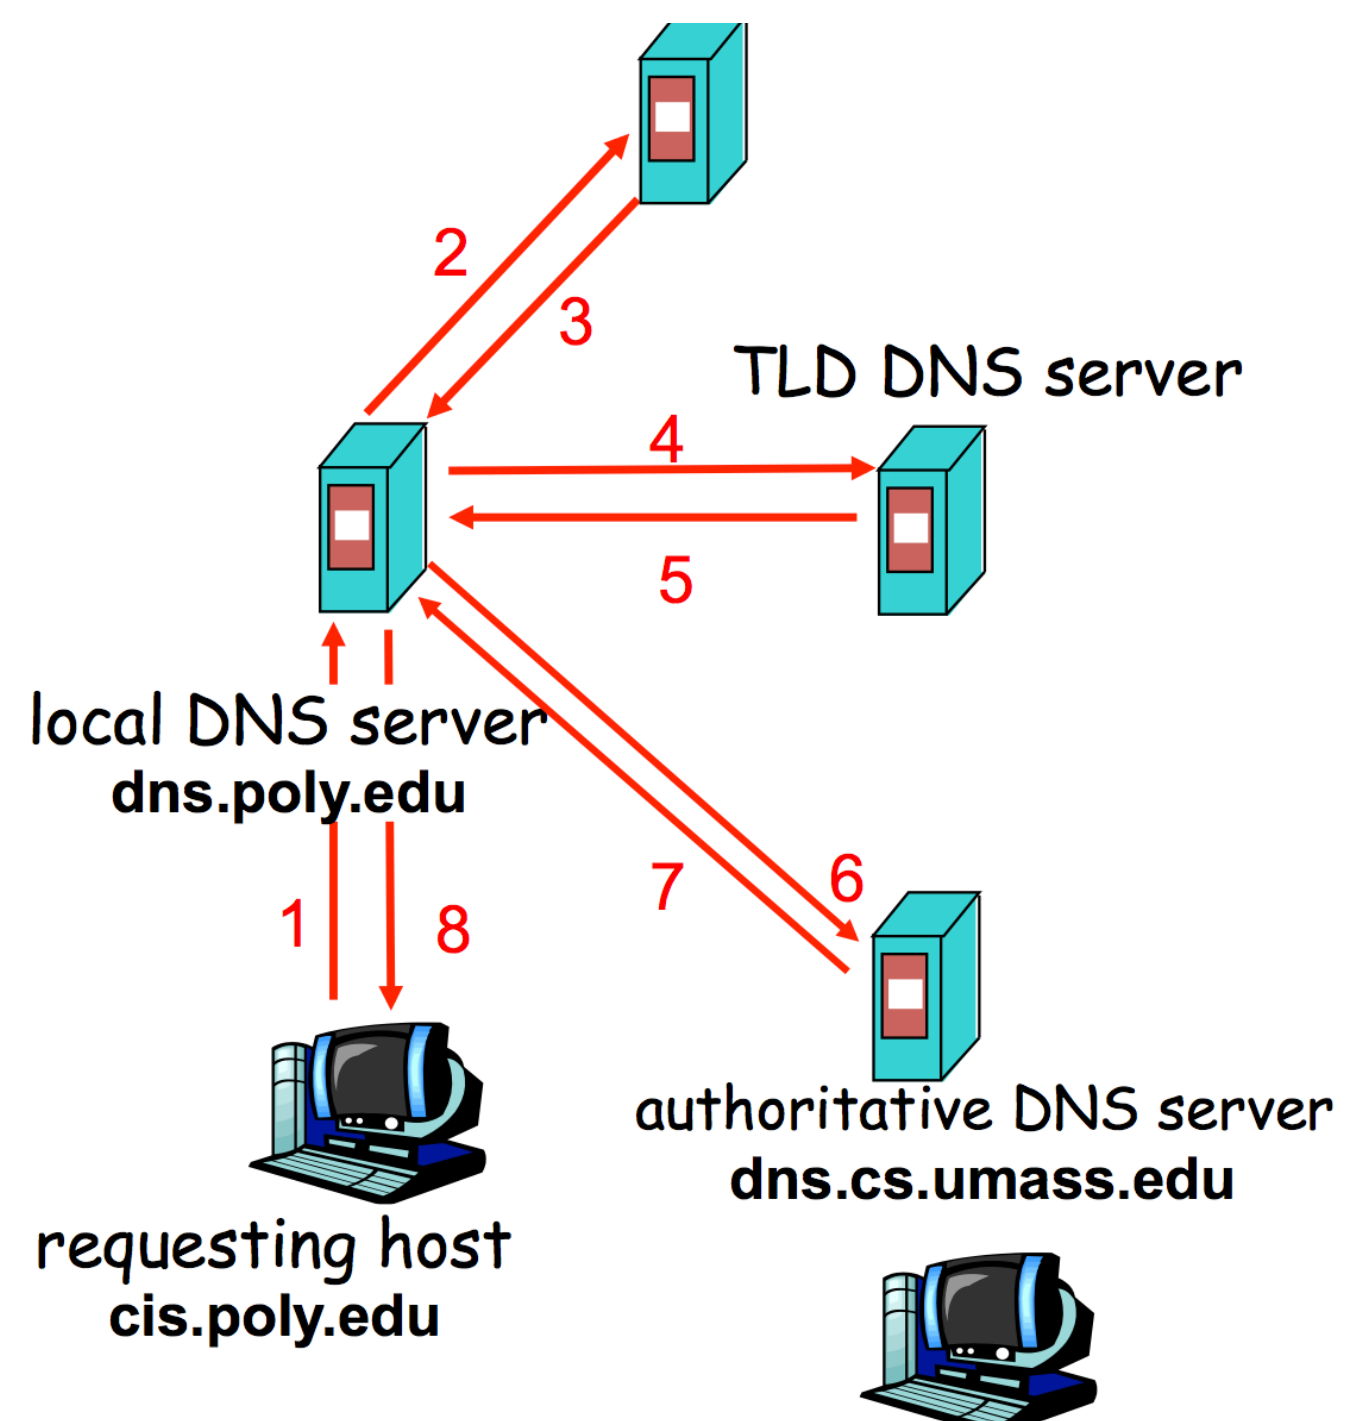 2
3
TLD DNS server
4
5
local DNS server
dns.poly.edu
7
6
1
8
authoritative DNS server
dns.cs.umass.edu
requesting host
cis.poly.edu